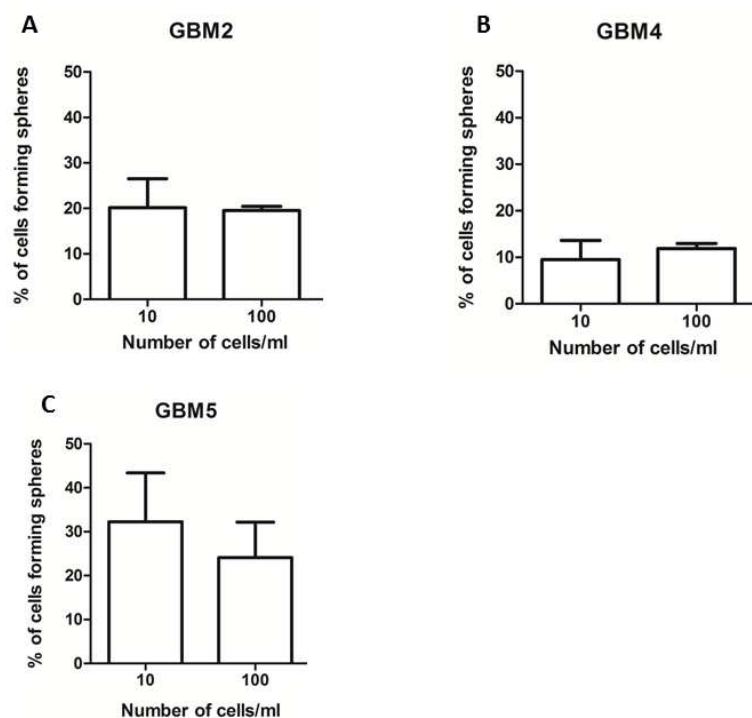 A
GBM2
% of cells forming spheres
50
40
30
20
10
0
10 100
Number of cells/ml
B
GBM4
% of cells forming spheres
50
40
30
20
10
0
10 100
Number of cells/ml
C
GBM5
% of cells forming spheres
50
40
30
20
10
0
10 100
Number of cells/ml